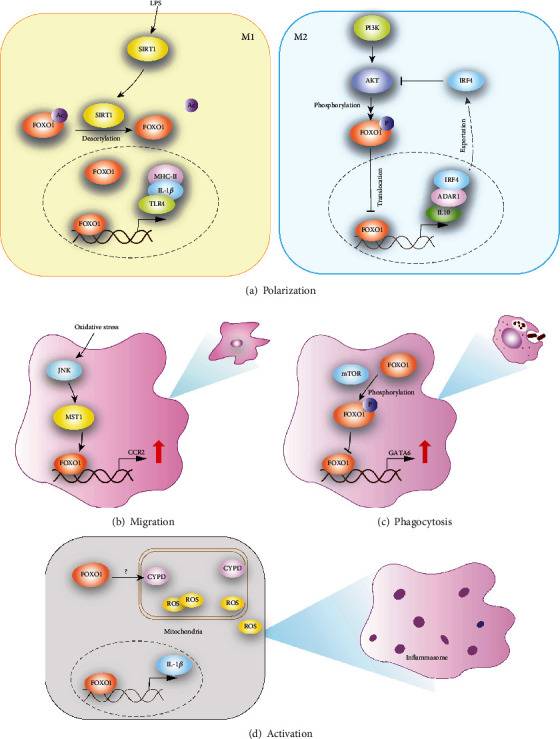 LPS
M1
SIRT1
SIRT1
Ac
FOXO1
FOXO1
Ac
Deacetylation
FOXO1
MHC-II
IL-1β
TLR4
FOXO1
M2
PI3K
AKT
IRF4
Phosphorylation
P
FOXO1
Translocation
Exportation
IRF4
ADAR1
IL10
FOXO1
(a) Polarization
Oxidative stress
JNK
MST1
FOXO1
CCR2
(b) Migration
mTOR
FOXO1
Phosphorylation
P
FOXO1
FOXO1
GATA6
(c) Phagocytosis
FOXO1
?
CYPD
CYPD
ROS
ROS
ROS
ROS
Mitochondria
IL-1β
FOXO1
Inflammasome
(d) Activation